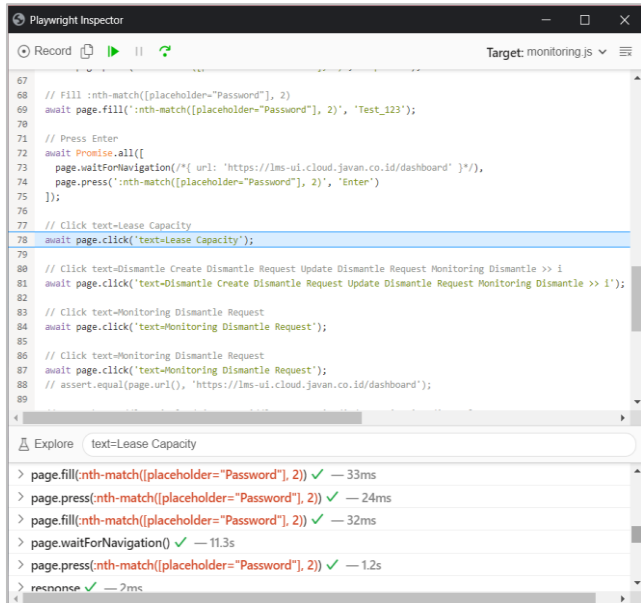 Playwright Inspector
Record
Target: monitoring.js
67
68 // Fill :nth-match([placeholder="Password"], 2)
69 await page.fill(':nth-match([placeholder="Password"], 2)', 'Test_123');
70
71 // Press Enter
72 await Promise.all([
73 page.waitForNavigation(/*{ url: 'https://lms-ui.cloud.javan.co.id/dashboard' }*/),
74 page.press(':nth-match([placeholder="Password"], 2)', 'Enter')
75 ]);
76
77 // Click text=Lease Capacity
78 await page.click('text=Lease Capacity');
79
80 // Click text=Dismantle Create Dismantle Request Update Dismantle Request Monitoring Dismantle >> i
81 await page.click('text=Dismantle Create Dismantle Request Update Dismantle Request Monitoring Dismantle >> i');
82
83 // Click text=Monitoring Dismantle Request
84 await page.click('text=Monitoring Dismantle Request');
85
86 // Click text=Monitoring Dismantle Request
87 await page.click('text=Monitoring Dismantle Request');
88 // assert.equal(page.url(), 'https://lms-ui.cloud.javan.co.id/dashboard');
89
Explore text=Lease Capacity
> page.fill(:nth-match([placeholder="Password"], 2)) ✓ — 33ms
> page.press(:nth-match([placeholder="Password"], 2)) ✓ — 24ms
> page.fill(:nth-match([placeholder="Password"], 2)) ✓ — 32ms
> page.waitForNavigation() ✓ — 11.3s
> page.press(:nth-match([placeholder="Password"], 2)) ✓ — 1.2s
> response ✓ — 2ms